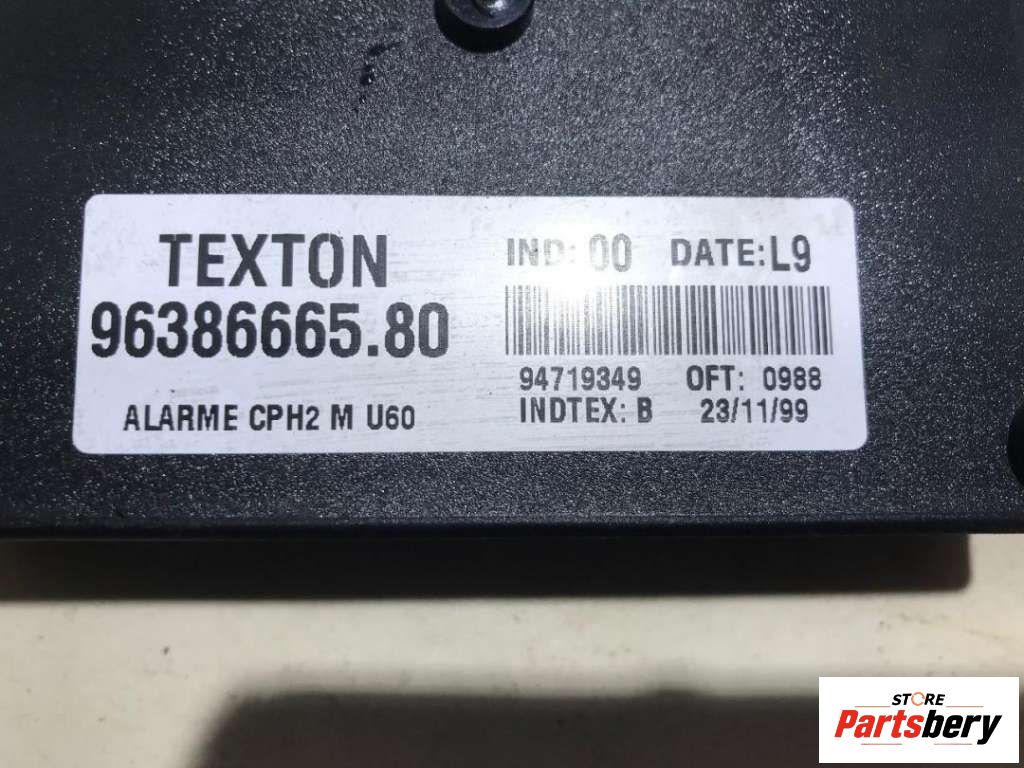 TEXTON
96386665.80
ALARME CPH2 M U60
IND: 00 DATE: L9
94719349 OFT: 0988
INDTEX: B 23/11/99
STORE
Partsbery